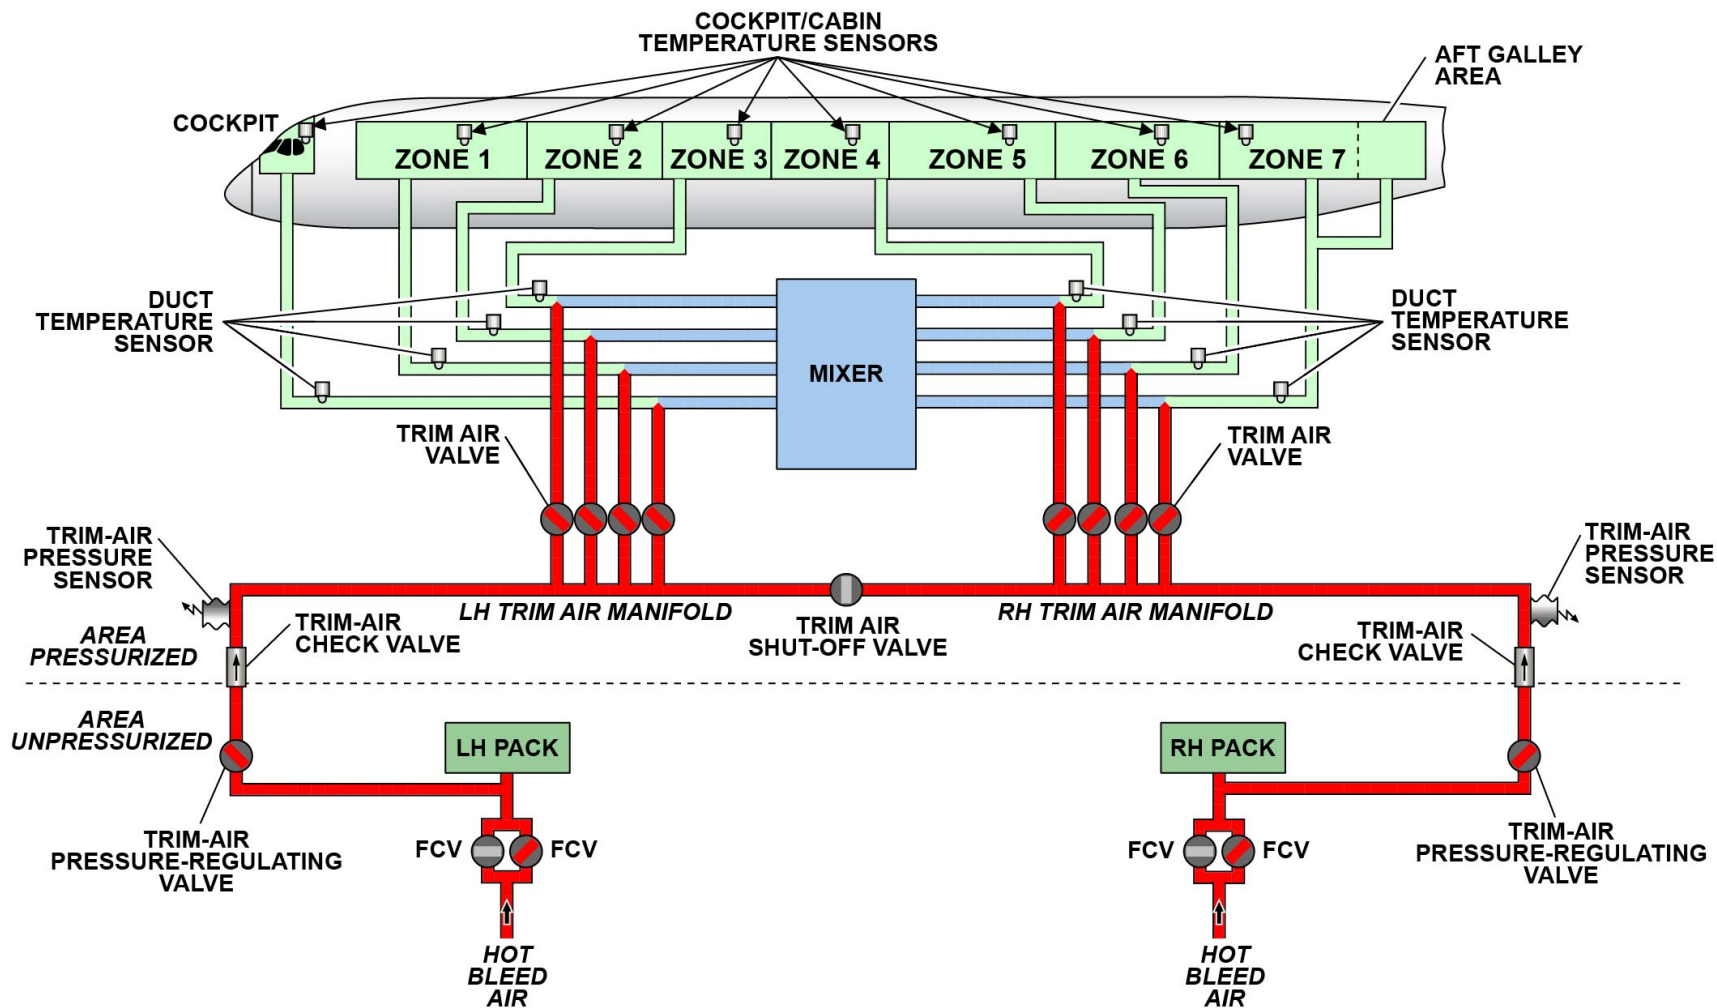 COCKPIT/CABIN
TEMPERATURE SENSORS
AFT GALLEY
AREA
COCKPIT
ZONE 1
ZONE 2
ZONE 3
ZONE 4
ZONE 5
ZONE 6
ZONE 7
DUCT
TEMPERATURE
SENSOR
DUCT
TEMPERATURE
SENSOR
MIXER
TRIM AIR
VALVE
TRIM AIR
VALVE
TRIM-AIR
PRESSURE
SENSOR
TRIM-AIR
PRESSURE
SENSOR
LH TRIM AIR MANIFOLD
RH TRIM AIR MANIFOLD
TRIM AIR
SHUT-OFF VALVE
AREA
PRESSURIZED
TRIM-AIR
CHECK VALVE
TRIM-AIR
CHECK VALVE
AREA
UNPRESSURIZED
LH PACK
RH PACK
FCV
FCV
FCV
FCV
TRIM-AIR
PRESSURE-REGULATING
VALVE
TRIM-AIR
PRESSURE-REGULATING
VALVE
HOT
BLEED
AIR
HOT
BLEED
AIR